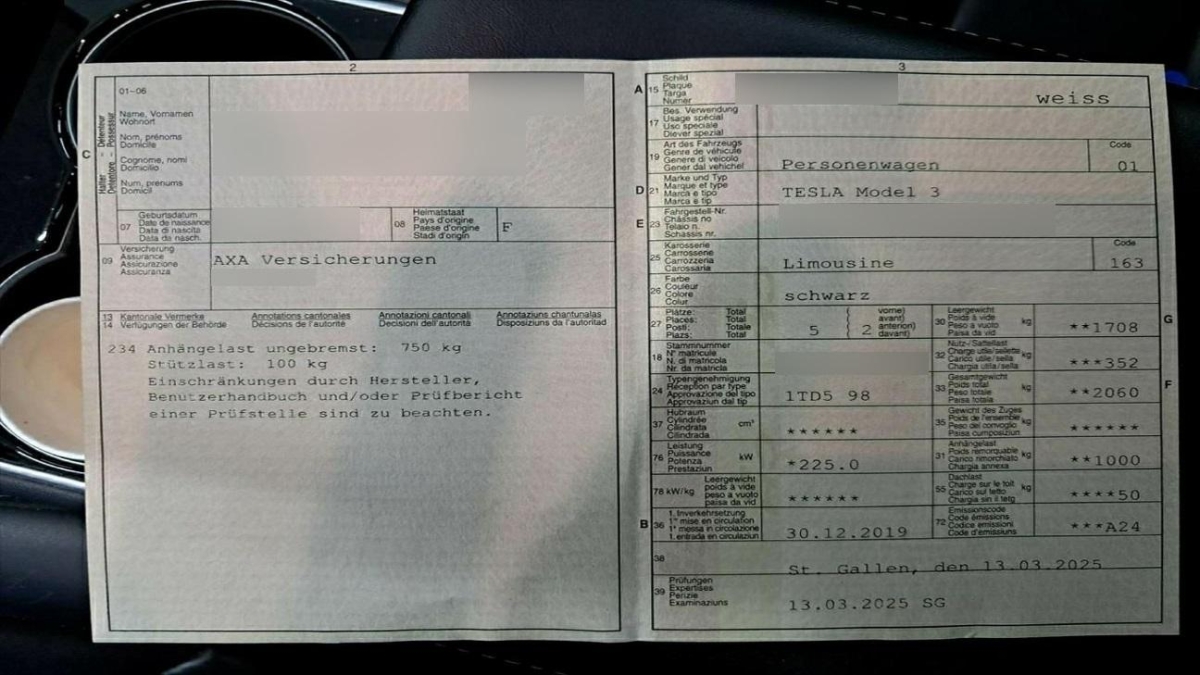 2
01-06
Halter - Détenteur
Detentore - Possessur
C
Name, Vornamen
Wohnort
Nom, prénoms
Domicile
Cognome, nomi
Domicilio
Num, prenums
Domicil
07
Geburtsdatum
Date de naissance
Data di nascita
Data da nasch.
08
Heimatstaat
Pays d'origine
Paese d'origine
Stadi d'origin
F
09
Versicherung
Assurance
Assicurazione
Assicuranza
AXA Versicherungen
13 Kantonale Vermerke Annotations cantonales Annotazioni cantonali Annotaziuns chantunalas
14 Verfügungen der Behörde Décisions de l'autorité Decisioni dell'autorità Disposiziuns da l'autoritad
234 Anhängelast ungebremst: 750 kg
Stützlast: 100 kg
Einschränkungen durch Hersteller,
Benutzerhandbuch und/oder Prüfbericht
einer Prüfstelle sind zu beachten.
3
A 15
Schild
Plaque
Targa
Numer
weiss
17
Bes. Verwendung
Usage spécial
Uso speciale
Diever spezial
19
Art des Fahrzeugs
Genre de véhicule
Genere di veicolo
Gener dal vehichel
Personenwagen
Code
01
D 21
Marke und Typ
Marque et type
Marca e tipo
Marca e tip
TESLA Model 3
E 23
Fahrgestell-Nr.
Châssis no
Telaio n.
Schassis nr.
25
Karosserie
Carrosserie
Carrozzeria
Carossaria
Limousine
Code
163
26
Farbe
Couleur
Colore
Colur
schwarz
27
Plätze: Total
Places: Total
Posti: Totale
Plazs: Total
5
( 2
vorne)
avant)
anteriori)
davant)
30
Leergewicht
Poids à vide
Peso a vuoto
Paisa da vid
kg
**1708
G
18
Stammnummer
N° matricule
N. di matricola
Nr. da matricla
32
Nutz-/Sattellast
Charge utile/sellette
Carico utile/sella
Chargia utila/sella
kg
***352
24
Typengenehmigung
Réception par type
Approvazione del tipo
Approvaziun dal tip
1TD5 98
33
Gesamtgewicht
Poids total
Peso totale
Paisa totala
kg
**2060
F
37
Hubraum
Cylindrée
Cilindrata
Cilindrada
cm³
******
35
Gewicht des Zuges
Poids de l'ensemble
Peso del convoglio
Paisa cumposiziun
kg
******
76
Leistung
Puissance
Potenza
Prestaziun
kW
*225.0
31
Anhängelast
Poids remorquable
Carico rimorchiato
Chargia annexa
kg
**1000
78 kW/kg
Leergewicht
poids à vide
peso a vuoto
paisa da vid
******
55
Dachlast
Charge sur le toit
Carico sul tetto
Chargia sin il tetg
kg
****50
B 36
1. Inverkehrsetzung
1re mise en circulation
1a messa in circolazione
1. entrada en circulaziun
30.12.2019
72
Emissionscode
Code émissions
Codice emissioni
Code d'emissiuns
***A24
38
St. Gallen, den 13.03.2025
39
Prüfungen
Expertises
Perizie
Examinaziuns
13.03.2025 SG